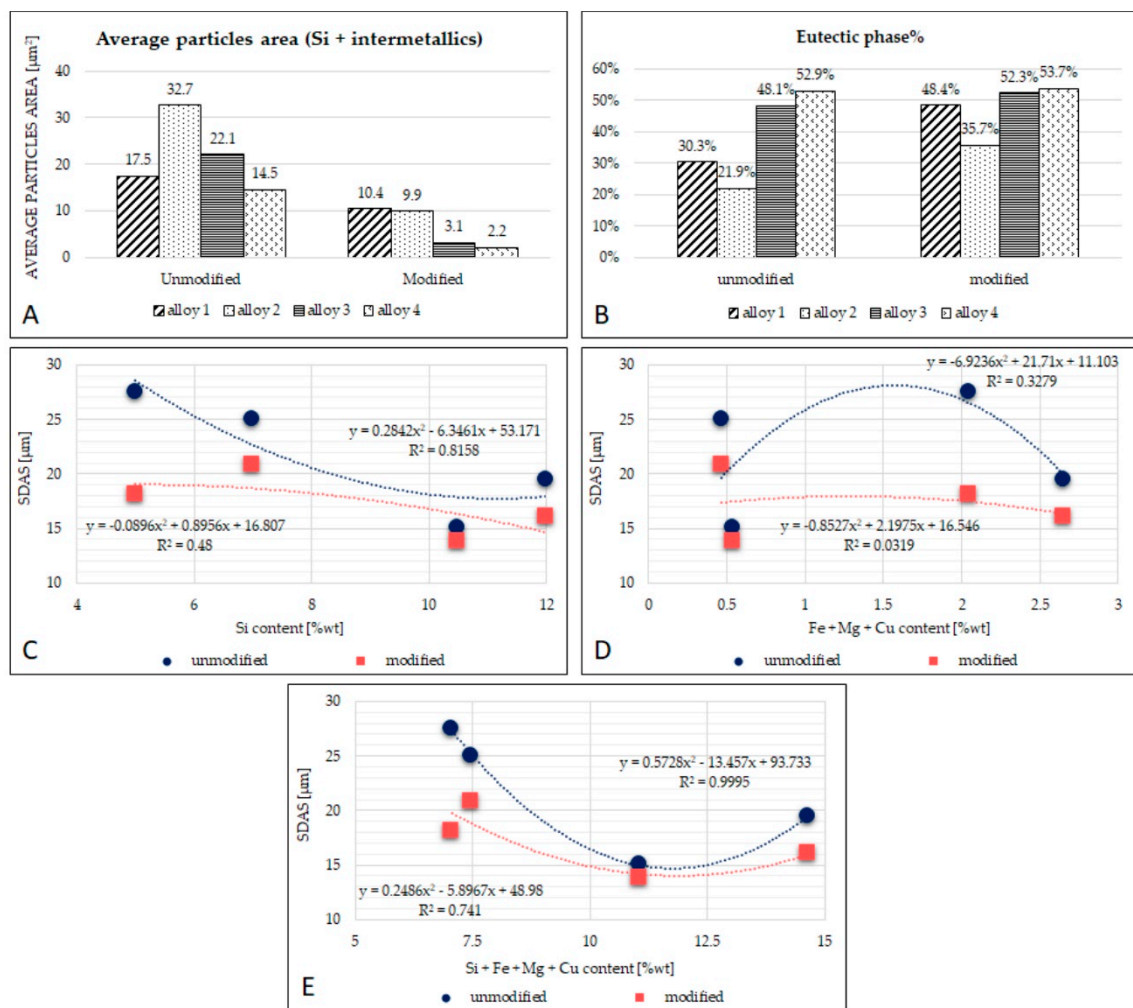 Average particles area (Si + intermetallics)
AVERAGE PARTICLES AREA [µm²]
40
30
20
10
0
17.5
32.7
22.1
14.5
10.4
9.9
3.1
2.2
Unmodified
Modified
alloy 1
alloy 2
alloy 3
alloy 4
A
Eutectic phase%
60%
50%
40%
30%
20%
10%
0%
30.3%
21.9%
48.1%
52.9%
48.4%
35.7%
52.3%
53.7%
unmodified
modified
alloy 1
alloy 2
alloy 3
alloy 4
B
SDAS [µm]
30
25
20
15
10
y = 0.2842x² - 6.3461x + 53.171
R² = 0.8158
y = -0.0896x² + 0.8956x + 16.807
R² = 0.48
4
6
8
10
12
Si content [%wt]
unmodified
modified
C
SDAS [µm]
30
25
20
15
10
y = -6.9236x² + 21.71x + 11.103
R² = 0.3279
y = -0.8527x² + 2.1975x + 16.546
R² = 0.0319
0
0.5
1
1.5
2
2.5
3
Fe + Mg + Cu content [%wt]
unmodified
modified
D
SDAS [µm]
30
25
20
15
10
y = 0.5728x² - 13.457x + 93.733
R² = 0.9995
y = 0.2486x² - 5.8967x + 48.98
R² = 0.741
5
7.5
10
12.5
15
Si + Fe + Mg + Cu content [%wt]
unmodified
modified
E